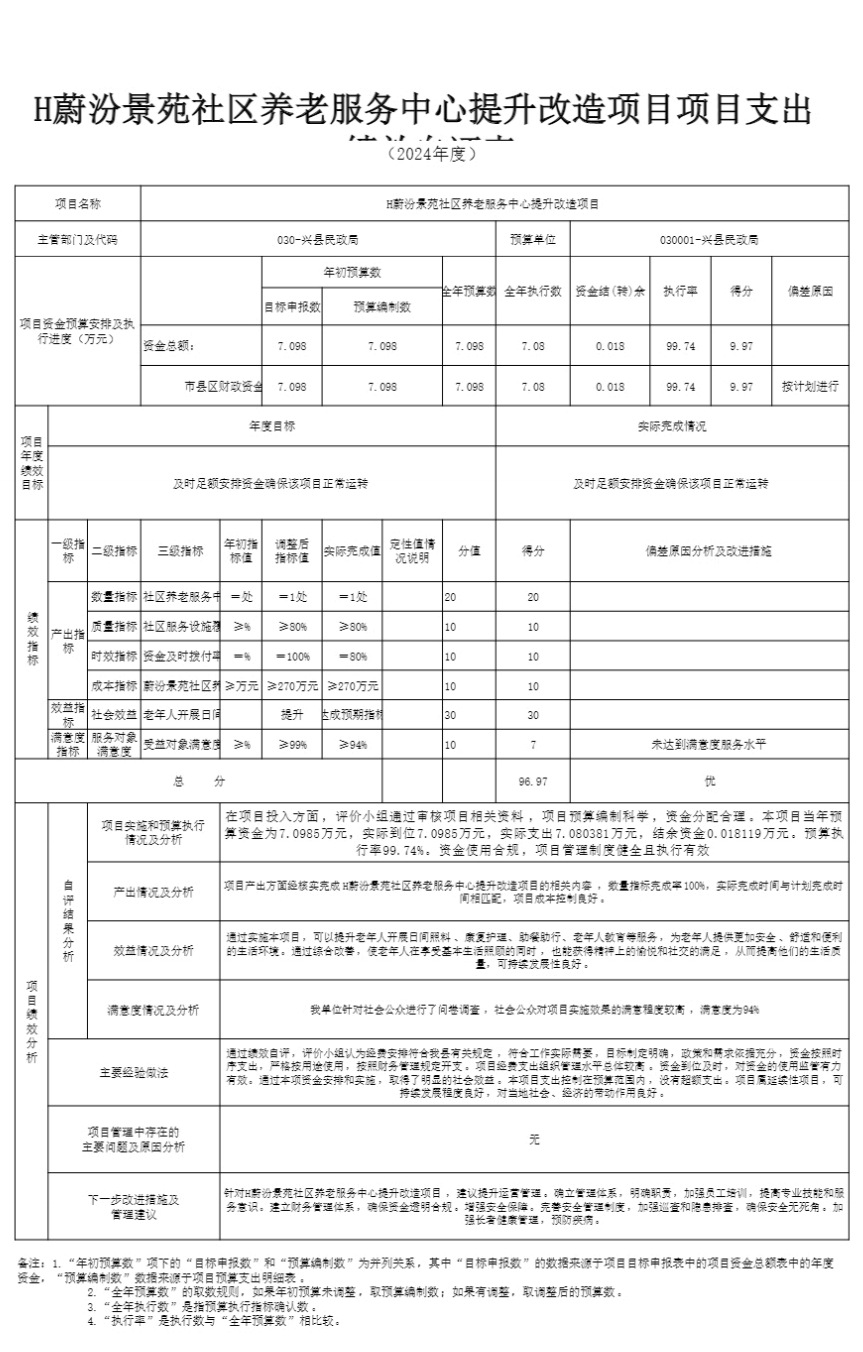 H蔚汾景苑社区养老服务中心提升改造项目项目支出
（2024年度）
项目名称
H蔚汾景苑社区养老服务中心提升改造项目
主管部门及代码
030-兴县民政局
预算单位
030001-兴县民政局
项目资金预算安排及执
行进度（万元）
年初预算数
目标申报数
预算编制数
全年预算数
全年执行数
资金结(转)余
执行率
得分
偏差原因
资金总额：
7.098
7.098
7.098
7.08
0.018
99.74
9.97
市县区财政资金
7.098
7.098
7.098
7.08
0.018
99.74
9.97
按计划进行
项目
年度
绩效
目标
年度目标
实际完成情况
及时足额安排资金确保该项目正常运转
及时足额安排资金确保该项目正常运转
绩
效
指
标
一级指
标
二级指标
三级指标
年初指
标值
调整后
指标值
实际完成值
定性值情
况说明
分值
得分
偏差原因分析及改进措施
产出指
标
数量指标
社区养老服务中
＝处
＝1处
＝1处
20
20
质量指标
社区服务设施覆
≥%
≥80%
≥80%
10
10
时效指标
资金及时拨付率
＝%
＝100%
＝80%
10
10
成本指标
蔚汾景苑社区养
≥万元
≥270万元
≥270万元
10
10
效益指
标
社会效益
老年人开展日间
提升
达成预期指标
30
30
满意度
指标
服务对象
满意度
受益对象满意度
≥%
≥99%
≥94%
10
7
未达到满意度服务水平
总　　分
96.97
优
项
目
绩
效
分
析
自
评
结
果
分
析
项目实施和预算执行
情况及分析
在项目投入方面，评价小组通过审核项目相关资料，项目预算编制科学，资金分配合理。本项目当年预
算资金为7.0985万元，实际到位7.0985万元，实际支出7.080381万元，结余资金0.018119万元。预算执
行率99.74%。资金使用合规，项目管理制度健全且执行有效
产出情况及分析
项目产出方面经核实完成H蔚汾景苑社区养老服务中心提升改造项目的相关内容，数量指标完成率100%，实际完成时间与计划完成时
间相匹配，项目成本控制良好。
效益情况及分析
通过实施本项目，可以提升老年人开展日间照料、康复护理、助餐助行、老年人教育等服务，为老年人提供更加安全、舒适和便利
的生活环境。通过综合改善，使老年人在享受基本生活照顾的同时，也能获得精神上的愉悦和社交的满足，从而提高他们的生活质
量，可持续发展性良好。
满意度情况及分析
我单位针对社会公众进行了问卷调查，社会公众对项目实施效果的满意程度较高，满意度为94%
主要经验做法
通过绩效自评，评价小组认为经费安排符合我县有关规定，符合工作实际需要，目标制定明确，政策和需求依据充分，资金按照时
序支出，严格按用途使用，按照财务管理规定开支。项目经费支出组织管理水平总体较高。资金到位及时，对资金的使用监管有力
有效。通过本项资金安排和实施，取得了明显的社会效益。本项目支出控制在预算范围内，没有超额支出。项目属延续性项目，可
持续发展程度良好，对当地社会、经济的带动作用良好。
项目管理中存在的
主要问题及原因分析
无
下一步改进措施及
管理建议
针对H蔚汾景苑社区养老服务中心提升改造项目，建议提升运营管理。确立管理体系，明确职责，加强员工培训，提高专业技能和服
务意识。建立财务管理体系，确保资金透明合规。增强安全保障。完善安全管理制度，加强巡查和隐患排查，确保安全无死角。加
强长者健康管理，预防疾病。
备注：1.“年初预算数”项下的“目标申报数”和“预算编制数”为并列关系，其中“目标申报数”的数据来源于项目目标申报表中的项目资金总额表中的年度
资金，“预算编制数”数据来源于项目预算支出明细表。
2.“全年预算数”的取数规则，如果年初预算未调整，取预算编制数；如果有调整，取调整后的预算数。
3.“全年执行数”是指预算执行指标确认数。
4.“执行率”是执行数与“全年预算数”相比较。